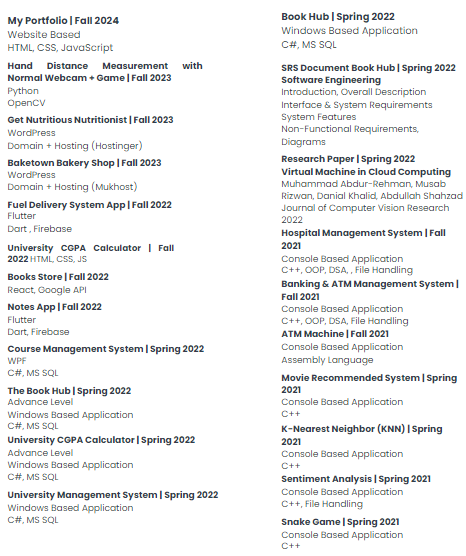 My Portfolio | Fall 2024
Website Based
HTML, CSS, JavaScript
Hand Distance Measurement with
Normal Webcam + Game | Fall 2023
Python
OpenCV
Get Nutritious Nutritionist | Fall 2023
WordPress
Domain + Hosting (Hostinger)
Baketown Bakery Shop | Fall 2023
WordPress
Domain + Hosting (Mukhost)
Fuel Delivery System App | Fall 2022
Flutter
Dart , Firebase
University CGPA Calculator | Fall
2022 HTML, CSS, JS
Books Store | Fall 2022
React, Google API
Notes App | Fall 2022
Flutter
Dart, Firebase
Course Management System | Spring 2022
WPF
C#, MS SQL
The Book Hub | Spring 2022
Advance Level
Windows Based Application
C#, MS SQL
University CGPA Calculator | Spring 2022
Advance Level
Windows Based Application
C#, MS SQL
University Management System | Spring 2022
Windows Based Application
C#, MS SQL
Book Hub | Spring 2022
Windows Based Application
C#, MS SQL
SRS Document Book Hub | Spring 2022
Software Engineering
Introduction, Overall Description
Interface & System Requirements
System Features
Non-Functional Requirements,
Diagrams
Research Paper | Spring 2022
Virtual Machine in Cloud Computing
Muhammad Abdur-Rehman, Musab
Rizwan, Danial Khalid, Abdullah Shahzad
Journal of Computer Vision Research
2022
Hospital Management System | Fall
2021
Console Based Application
C++, OOP, DSA, , File Handling
Banking & ATM Management System |
Fall 2021
Console Based Application
C++, OOP, DSA, File Handling
ATM Machine | Fall 2021
Console Based Application
Assembly Language
Movie Recommended System | Spring
2021
Console Based Application
C++
K-Nearest Neighbor (KNN) | Spring
2021
Console Based Application
C++
Sentiment Analysis | Spring 2021
Console Based Application
C++, File Handling
Snake Game | Spring 2021
Console Based Application
C++